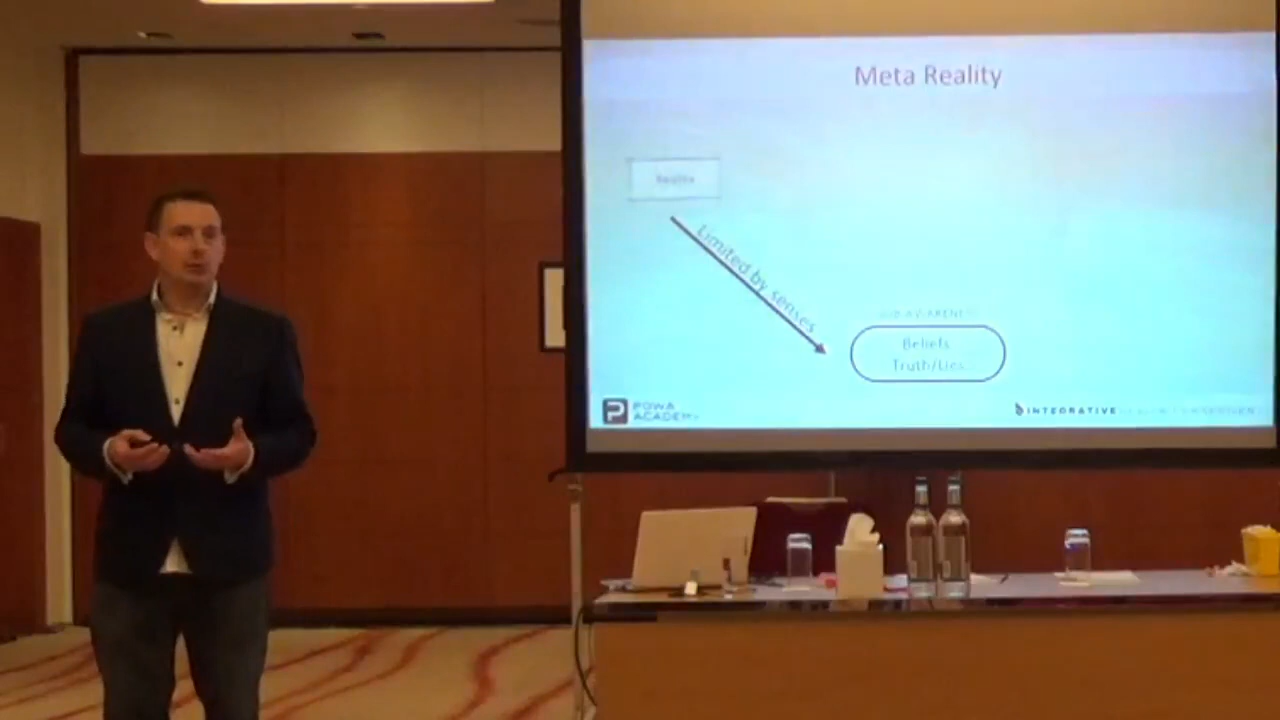 Meta Reality
Reality
Limited by senses
Beliefs
Truth/Lies
POWA
ACADEMY
INTEGRATIVE